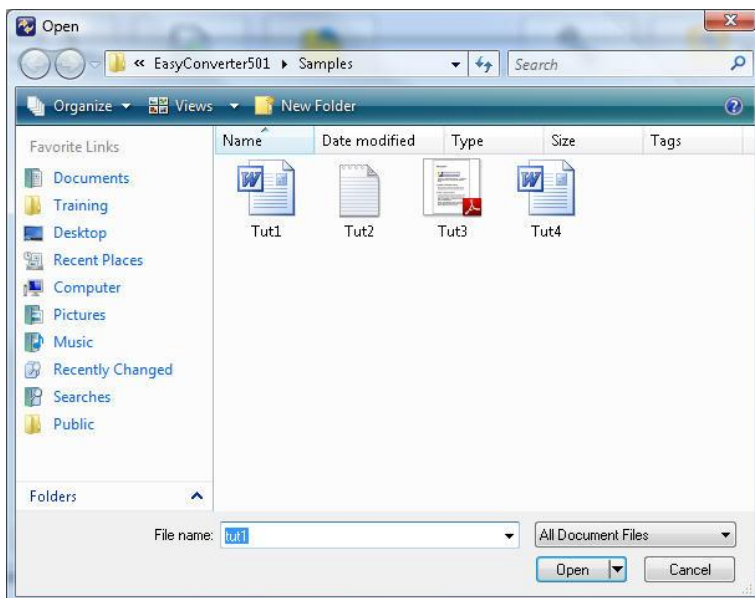 Open
« EasyConverter501 ▸ Samples
Search
Organize
Views
New Folder
Favorite Links
Documents
Training
Desktop
Recent Places
Computer
Pictures
Music
Recently Changed
Searches
Public
Folders
Name Date modified Type Size Tags
Tut1 Tut2 Tut3 Tut4
File name: tut1
All Document Files
Open Cancel